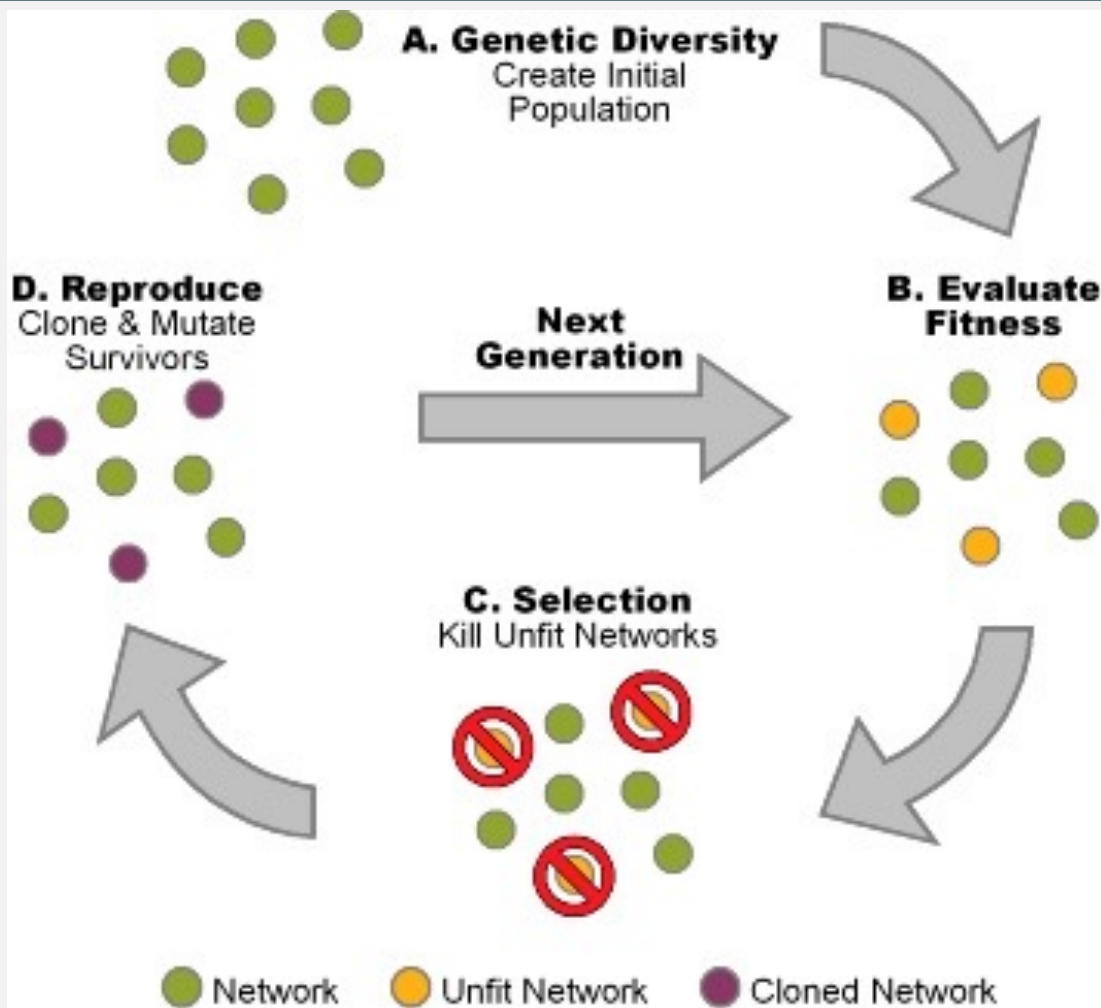 A. Genetic Diversity
Create Initial
Population
D. Reproduce
Clone & Mutate
Survivors
Next
Generation
B. Evaluate
Fitness
C. Selection
Kill Unfit Networks
Network
Unfit Network
Cloned Network